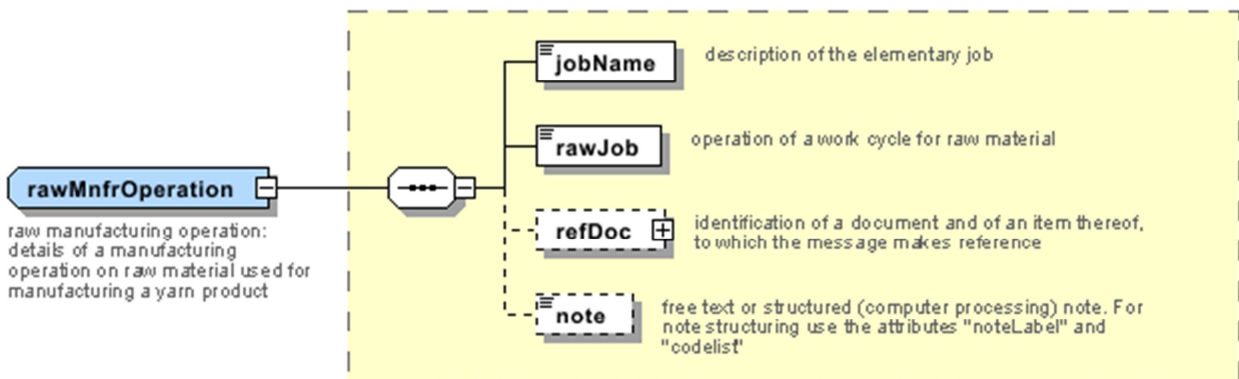 jobName
description of the elementary job
rawJob
operation of a work cycle for raw material
rawMnfrOperation
raw manufacturing operation:
details of a manufacturing
operation on raw material used for
manufacturing a yarn product
refDoc
identification of a document and of an item thereof,
to which the message makes reference
note
free text or structured (computer processing) note. For
note structuring use the attributes "noteLabel" and
"codelist"